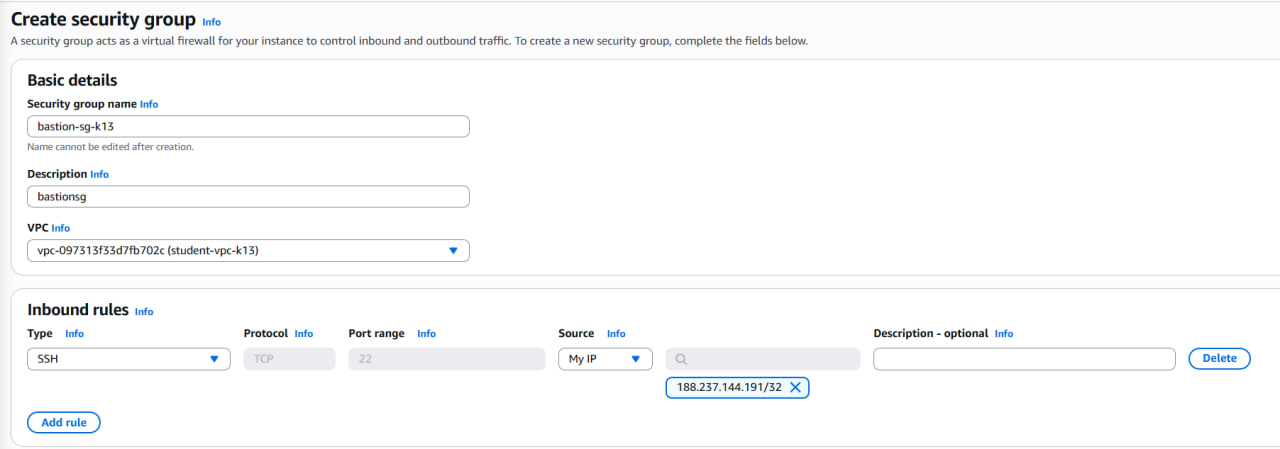 Create security group Info
A security group acts as a virtual firewall for your instance to control inbound and outbound traffic. To create a new security group, complete the fields below.
Basic details
Security group name Info
bastion-sg-k13
Name cannot be edited after creation.
Description Info
bastionsg
VPC Info
vpc-097313f33d7fb702c (student-vpc-k13)
Inbound rules Info
Type Info Protocol Info Port range Info Source Info Description - optional Info
SSH TCP 22 My IP Delete
188.237.144.191/32
Add rule